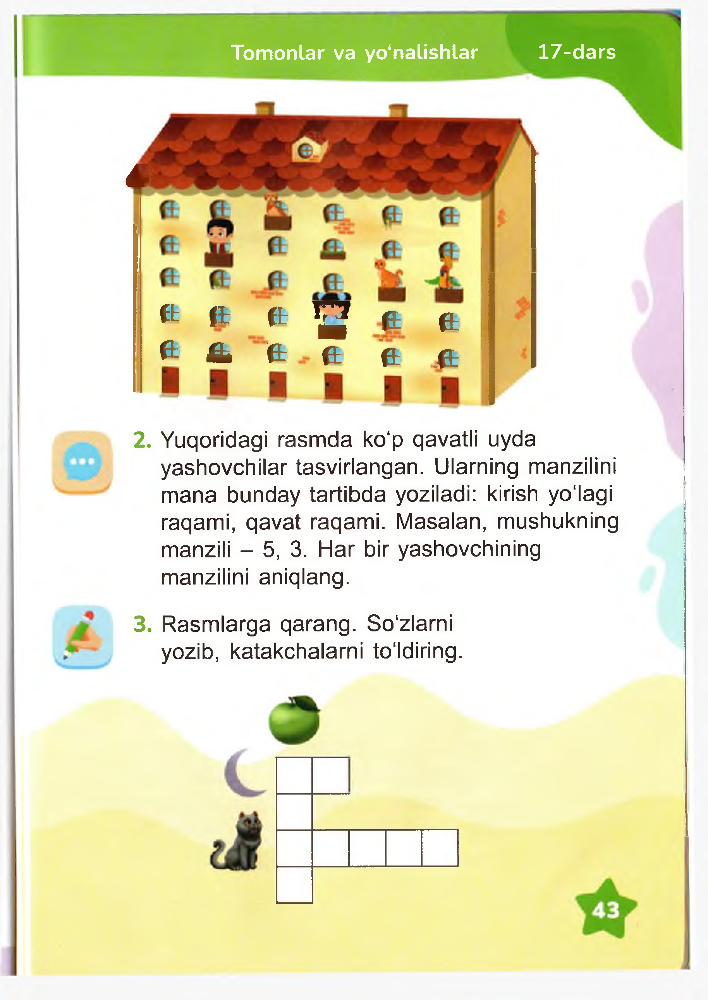 Tomonlar va yo‘nalishlar 17-dars
2. Yuqoridagi rasmda ko‘p qavatli uyda
yashovchilar tasvirlangan. Ularning manzilini
mana bunday tartibda yoziladi: kirish yo‘lagi
raqami, qavat raqami. Masalan, mushukning
manzili – 5, 3. Har bir yashovchining
manzilini aniqlang.
3. Rasmlarga qarang. So‘zlarni
yozib, katakchalarni to‘ldiring.
43